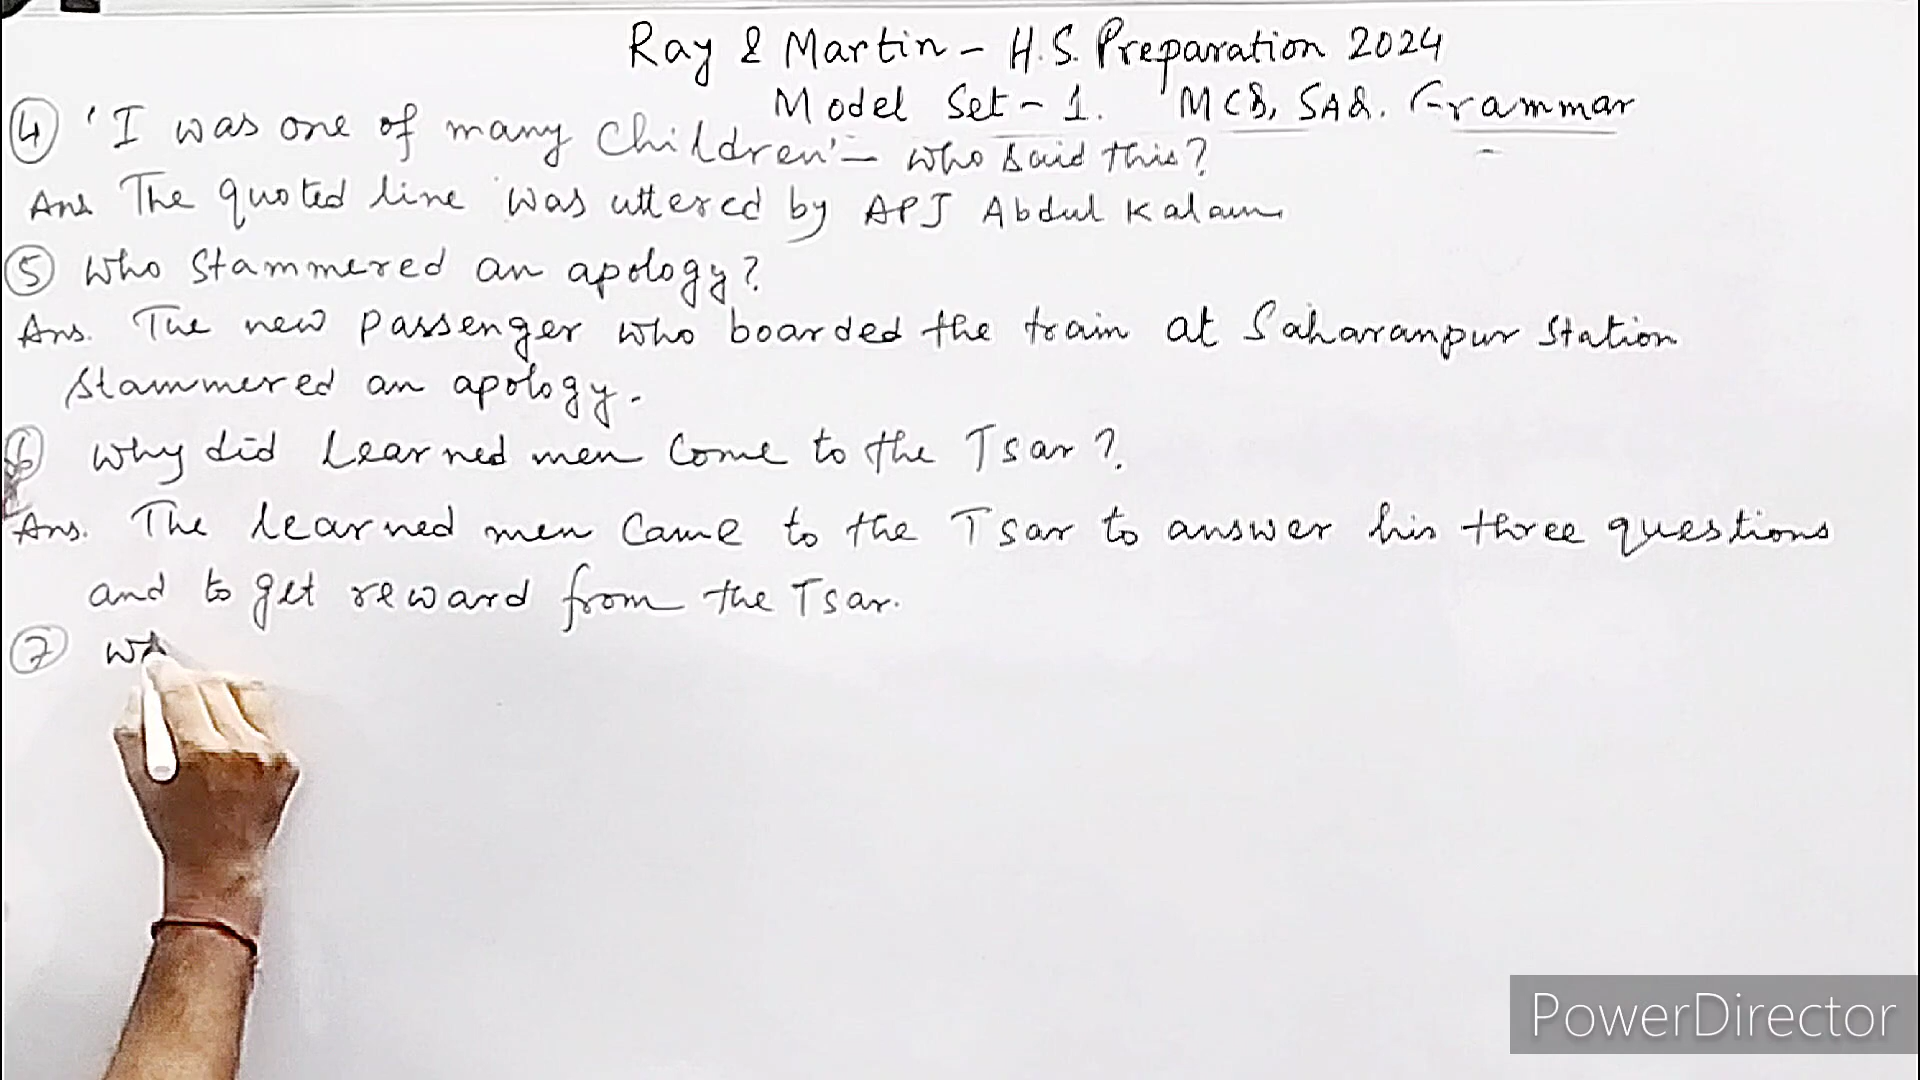 Ray & Martin - H.S. Preparation 2024
Model Set - 1. MCQ, SAQ. Grammar
④ 'I was one of many Children' - who said this?
Ans. The quoted line was uttered by APJ Abdul Kalam.
⑤ Who stammered an apology?
Ans. The new passenger who boarded the train at Saharanpur Station
stammered an apology.
⑥ Why did learned men come to the Tsar?
Ans. The learned men came to the Tsar to answer his three questions
and to get reward from the Tsar.
⑦ wh
PowerDirector